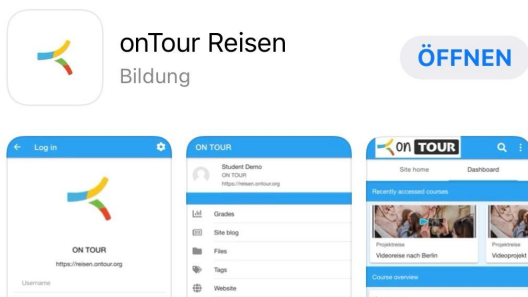 onTour Reisen
Bildung
ÖFFNEN
Log in
ON TOUR
https://reisen.ontour.org
Username
ON TOUR
Student Demo
ON TOUR
https://reisen.ontour.org
Grades
Site blog
Files
Tags
Website
on TOUR
Site home Dashboard
Recently accessed courses
Projektreise
Videoreise nach Berlin
Projektreise
Videoprojekt
Course overview